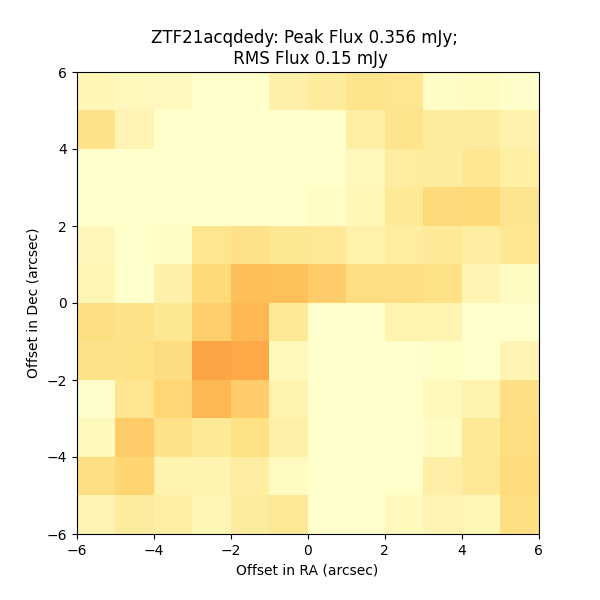 ZTF21acqdedy: Peak Flux 0.356 mJy;
RMS Flux 0.15 mJy
6
4
2
0
−2
−4
−6
Offset in Dec (arcsec)
−6 −4 −2 0 2 4 6
Offset in RA (arcsec)